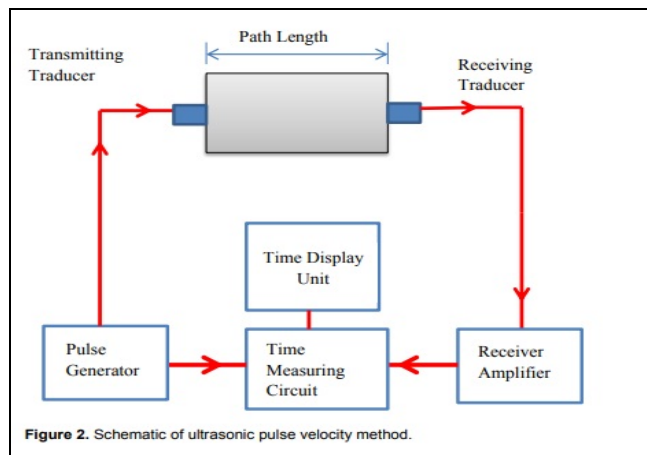 Path Length
Transmitting
Traducer
Receiving
Traducer
Time Display
Unit
Pulse
Generator
Time
Measuring
Circuit
Receiver
Amplifier
Figure 2. Schematic of ultrasonic pulse velocity method.